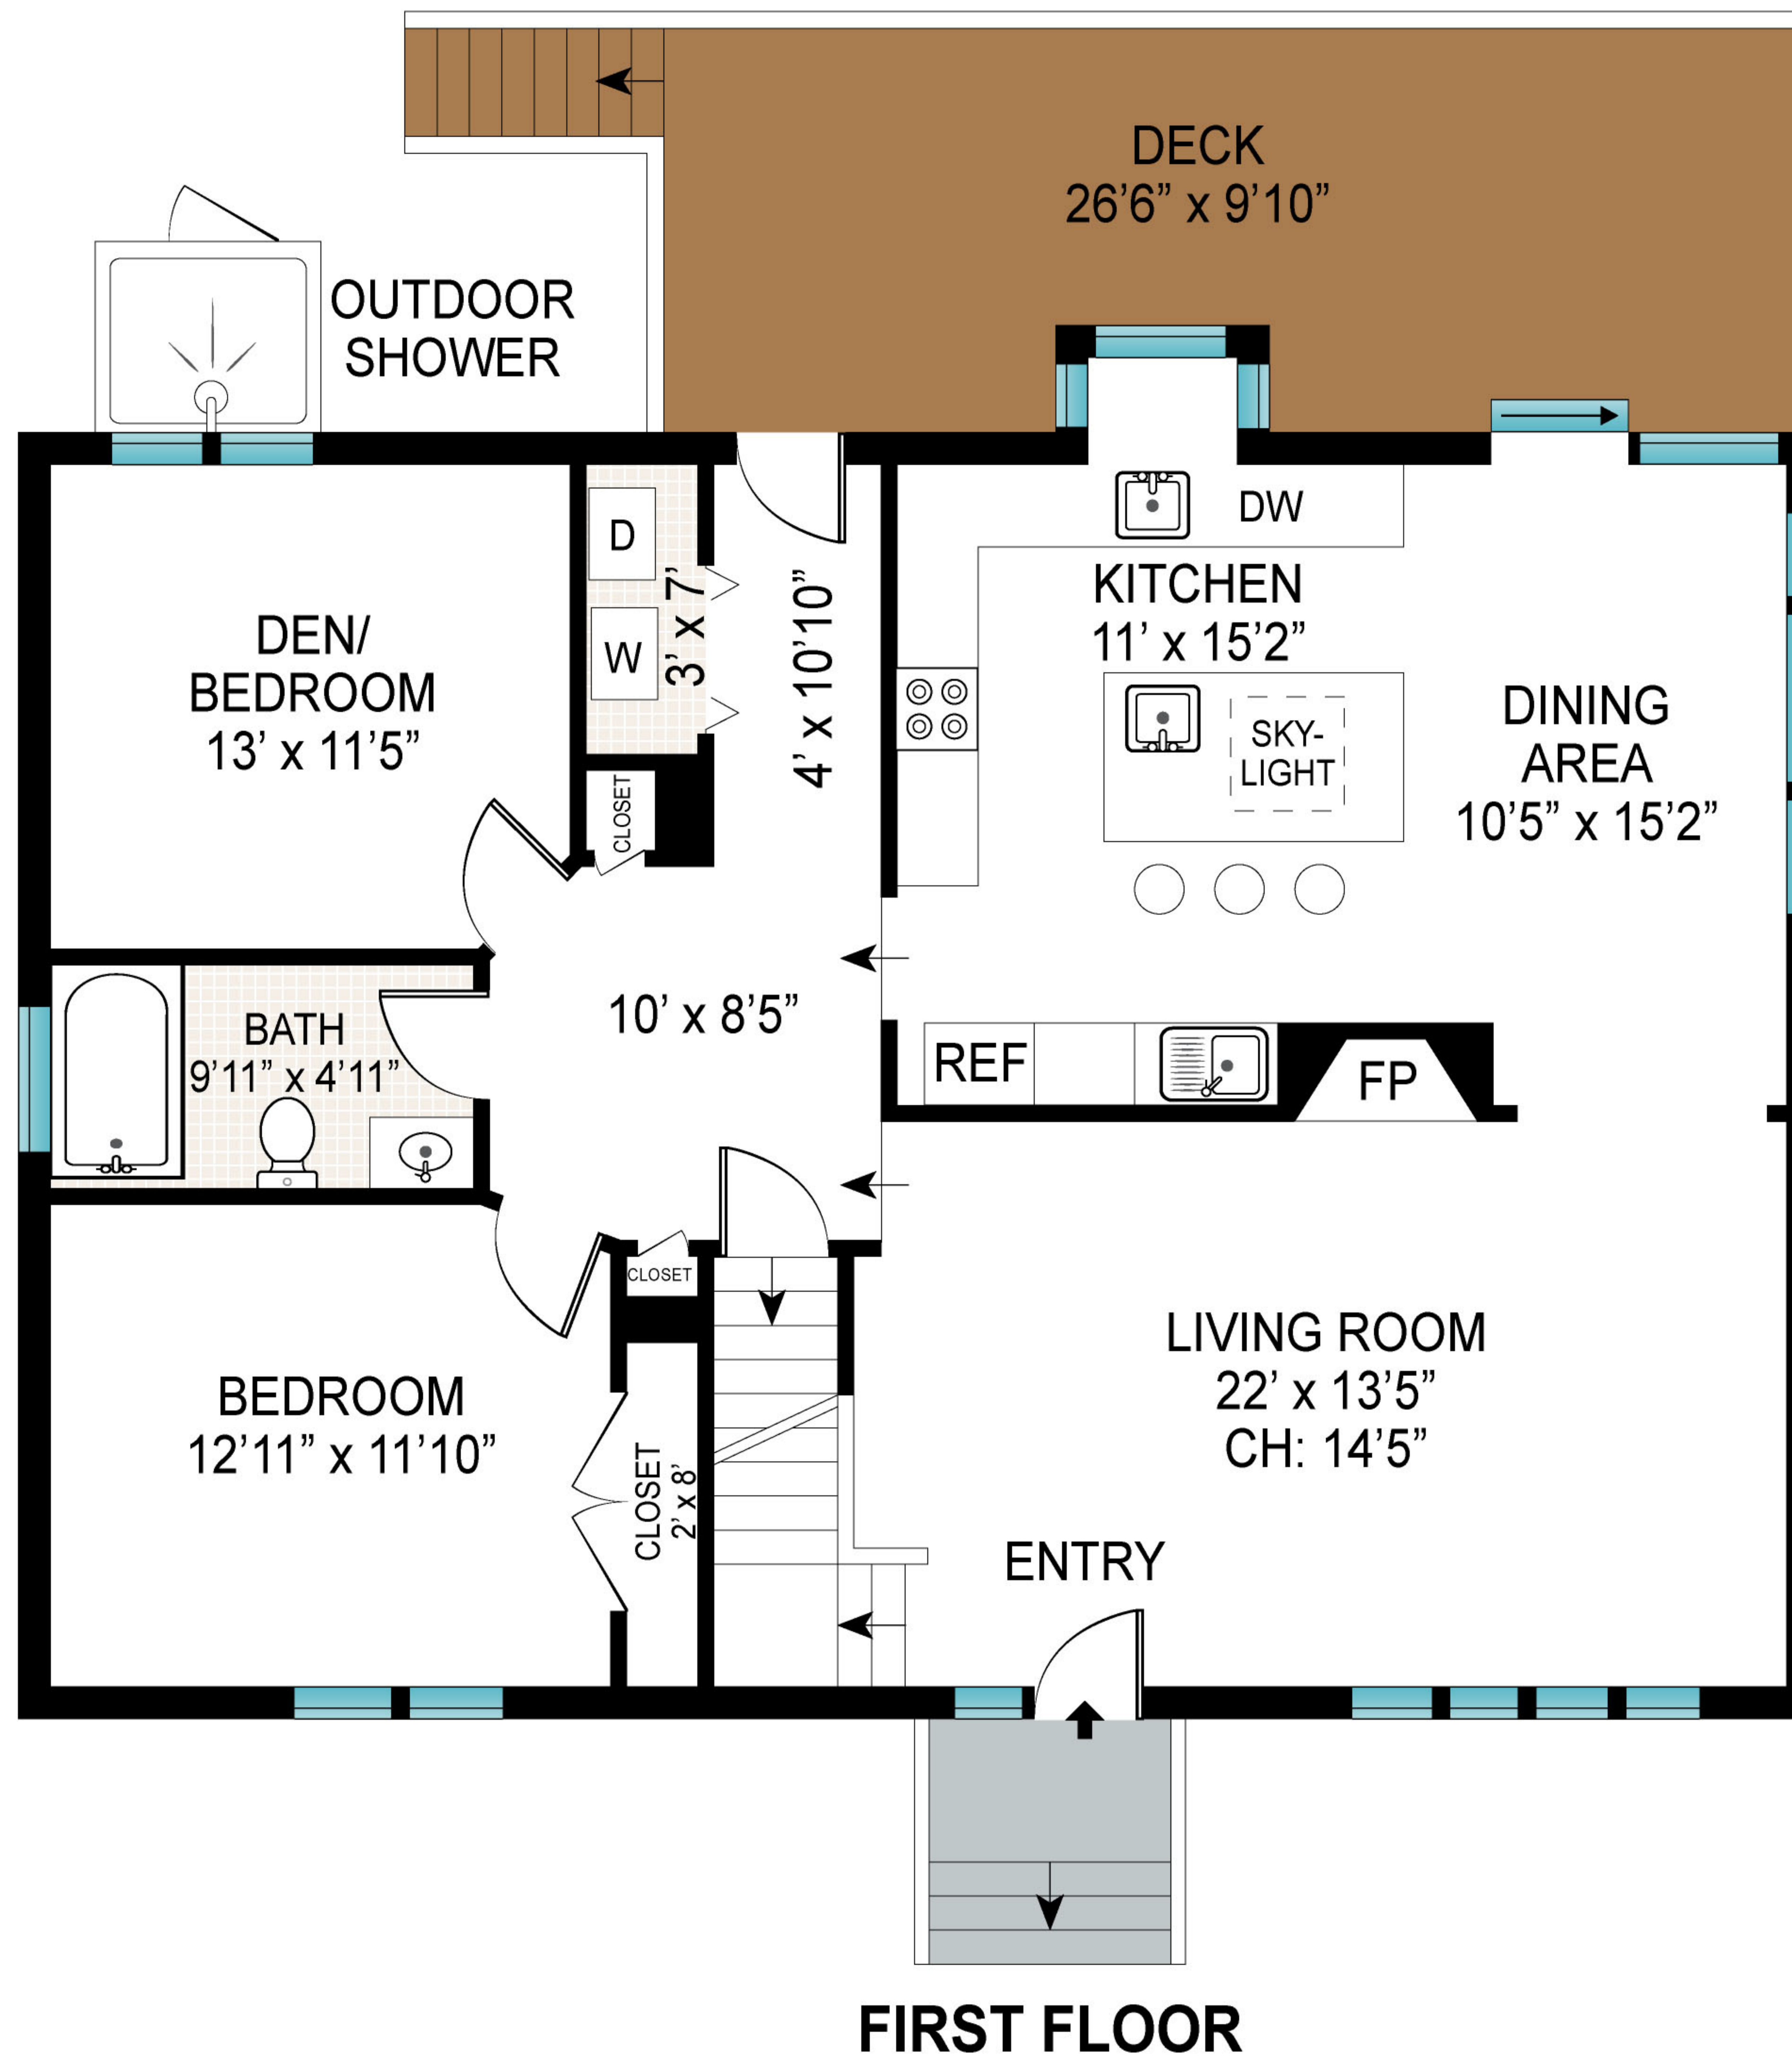 DECK
26’6” x 9’10”
OUTDOOR
SHOWER
DEN/
BEDROOM
13’ x 11’5”
D
W
3’ x 7’
CLOSET
4’ x 10’10”
DW
KITCHEN
11’ x 15’2”
SKY-
LIGHT
DINING
AREA
10’5” x 15’2”
BATH
9’11” x 4’11”
10’ x 8’5”
REF
FP
CLOSET
BEDROOM
12’11” x 11’10”
CLOSET
2’ x 8’
LIVING ROOM
22’ x 13’5”
CH: 14’5”
ENTRY
FIRST FLOOR